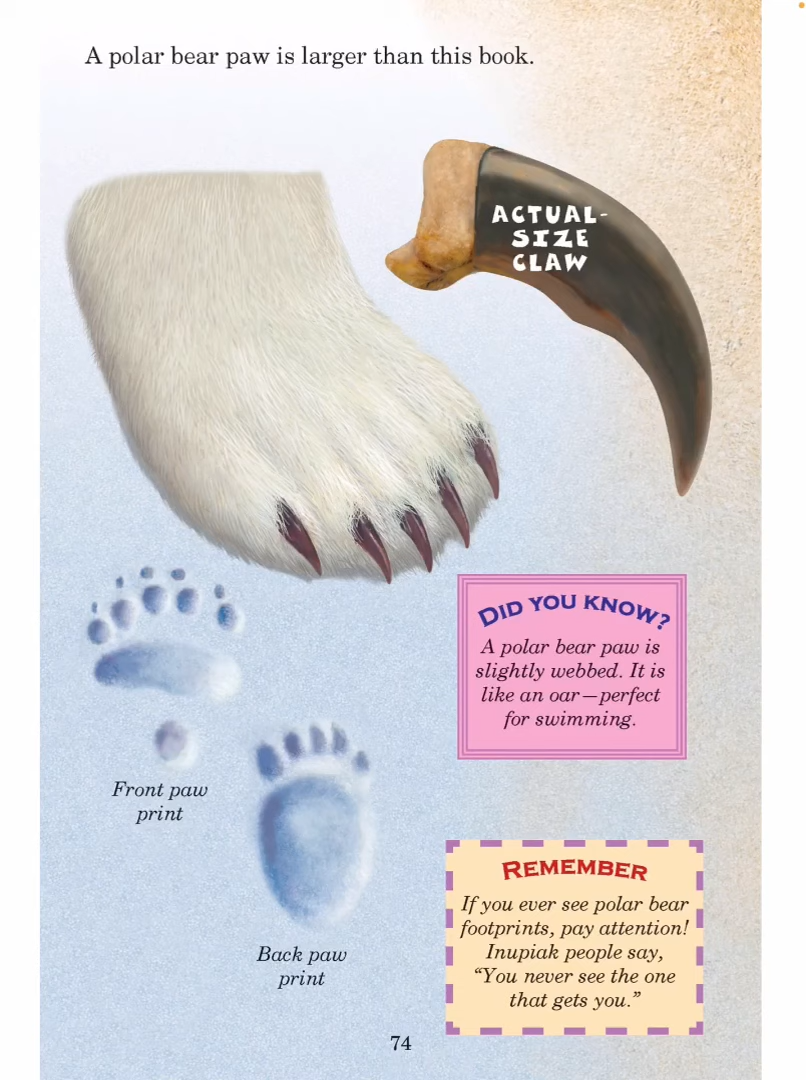 A polar bear paw is larger than this book.
ACTUAL-
SIZE
CLAW
DID YOU KNOW?
A polar bear paw is
slightly webbed. It is
like an oar—perfect
for swimming.
Front paw
print
Back paw
print
REMEMBER
If you ever see polar bear
footprints, pay attention!
Inupiak people say,
“You never see the one
that gets you.”
74